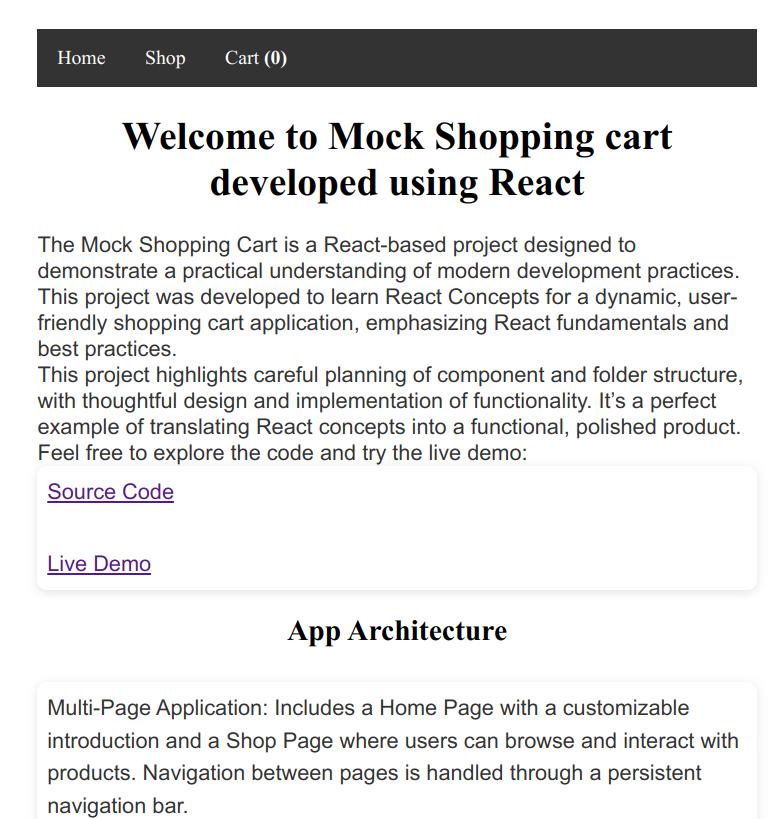 Home Shop Cart (0)
Welcome to Mock Shopping cart
developed using React
The Mock Shopping Cart is a React-based project designed to
demonstrate a practical understanding of modern development practices.
This project was developed to learn React Concepts for a dynamic, user-
friendly shopping cart application, emphasizing React fundamentals and
best practices.
This project highlights careful planning of component and folder structure,
with thoughtful design and implementation of functionality. It’s a perfect
example of translating React concepts into a functional, polished product.
Feel free to explore the code and try the live demo:
Source Code
Live Demo
App Architecture
Multi-Page Application: Includes a Home Page with a customizable
introduction and a Shop Page where users can browse and interact with
products. Navigation between pages is handled through a persistent
navigation bar.